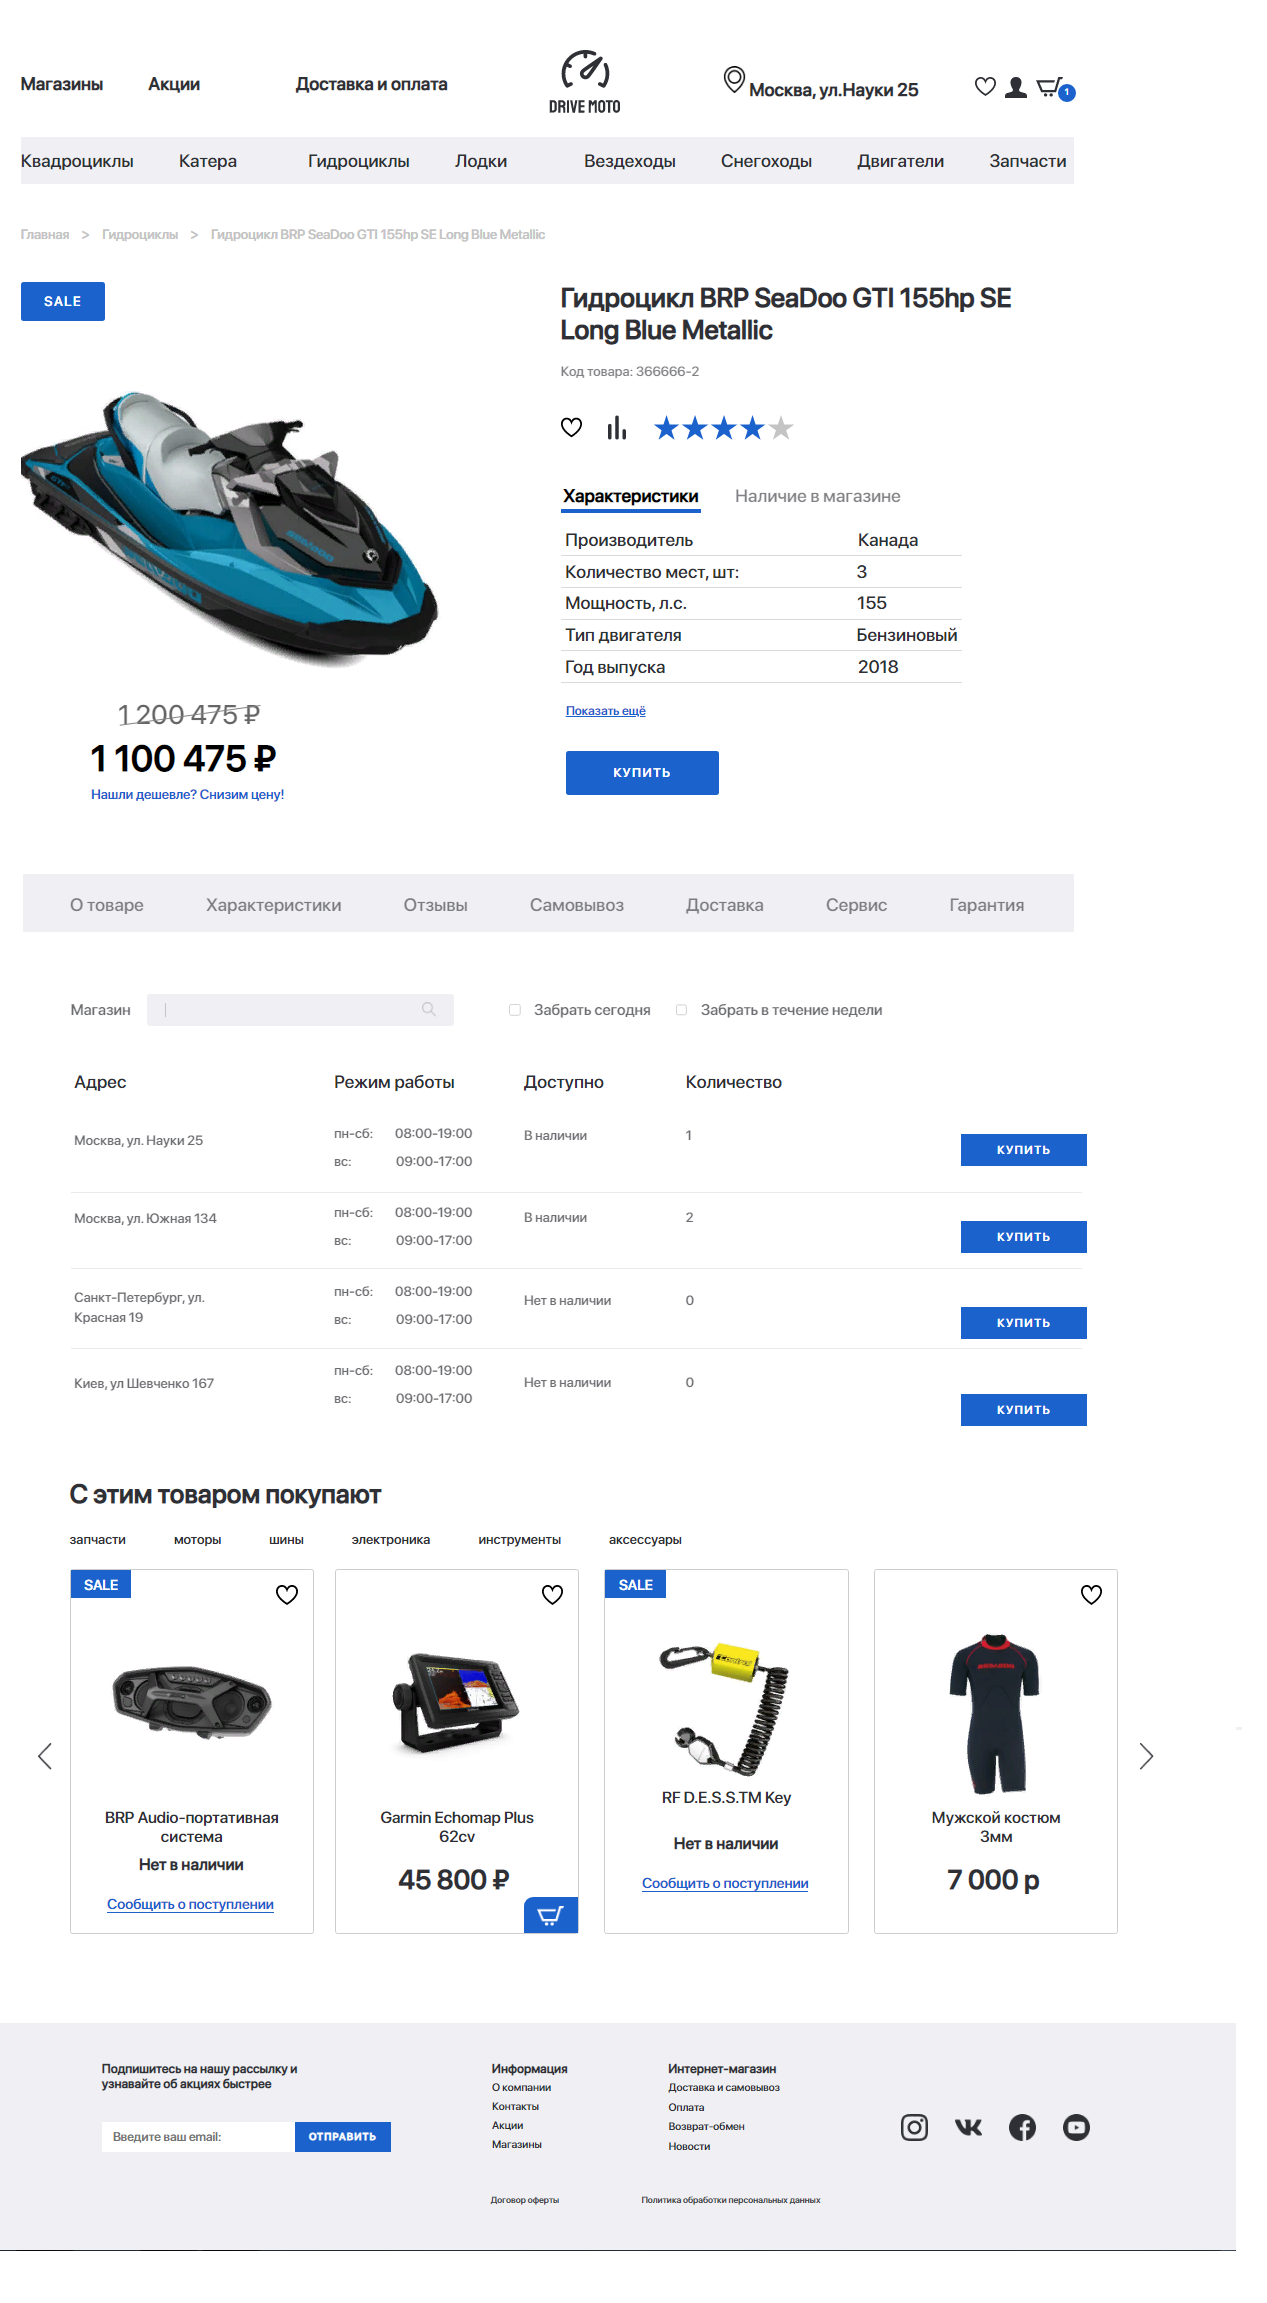 Магазины Акции Доставка и оплата
DRIVE MOTO
Москва, ул.Науки 25
1
Квадроциклы Катера Гидроциклы Лодки Вездеходы Снегоходы Двигатели Запчасти
Главная > Гидроциклы > Гидроцикл BRP SeaDoo GTI 155hp SE Long Blue Metallic
SALE
Гидроцикл BRP SeaDoo GTI 155hp SE
Long Blue Metallic
Код товара: 366666-2
Характеристики Наличие в магазине
Производитель Канада
Количество мест, шт: 3
Мощность, л.с. 155
Тип двигателя Бензиновый
Год выпуска 2018
Показать ещё
КУПИТЬ
1 200 475 ₽
1 100 475 ₽
Нашли дешевле? Снизим цену!
О товаре Характеристики Отзывы Самовывоз Доставка Сервис Гарантия
Магазин Забрать сегодня Забрать в течение недели
Адрес Режим работы Доступно Количество
Москва, ул. Науки 25 пн-сб: 08:00-19:00 В наличии 1
вс: 09:00-17:00
КУПИТЬ
Москва, ул. Южная 134 пн-сб: 08:00-19:00 В наличии 2
вс: 09:00-17:00
КУПИТЬ
Санкт-Петербург, ул.
Красная 19
пн-сб: 08:00-19:00 Нет в наличии 0
вс: 09:00-17:00
КУПИТЬ
Киев, ул Шевченко 167 пн-сб: 08:00-19:00 Нет в наличии 0
вс: 09:00-17:00
КУПИТЬ
С этим товаром покупают
запчасти моторы шины электроника инструменты аксессуары
SALE
BRP Audio-портативная
система
Нет в наличии
Сообщить о поступлении
Garmin Echomap Plus
62cv
45 800 ₽
SALE
RF D.E.S.S.TM Key
Нет в наличии
Сообщить о поступлении
Мужской костюм
3мм
7 000 р
Подпишитесь на нашу рассылку и
узнавайте об акциях быстрее
Введите ваш email: ОТПРАВИТЬ
Информация
О компании
Контакты
Акции
Магазины
Интернет-магазин
Доставка и самовывоз
Оплата
Возврат-обмен
Новости
Договор оферты Политика обработки персональных данных